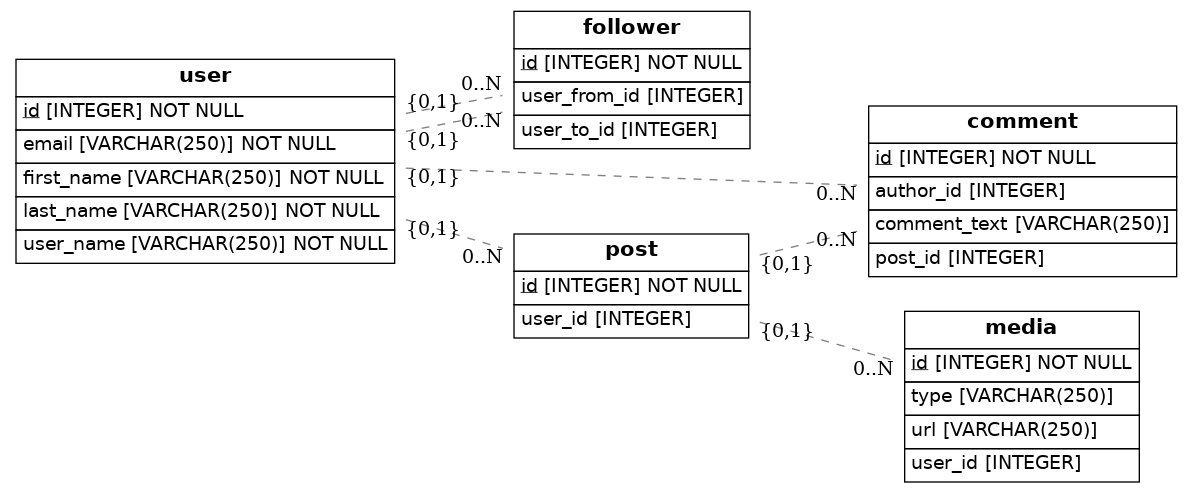 user
id [INTEGER] NOT NULL
email [VARCHAR(250)] NOT NULL
first_name [VARCHAR(250)] NOT NULL
last_name [VARCHAR(250)] NOT NULL
user_name [VARCHAR(250)] NOT NULL
follower
id [INTEGER] NOT NULL
user_from_id [INTEGER]
user_to_id [INTEGER]
0..N
{0,1}
0..N
{0,1}
{0,1}
0..N
{0,1}
0..N
post
id [INTEGER] NOT NULL
user_id [INTEGER]
comment
id [INTEGER] NOT NULL
author_id [INTEGER]
comment_text [VARCHAR(250)]
post_id [INTEGER]
0..N
{0,1}
{0,1}
0..N
media
id [INTEGER] NOT NULL
type [VARCHAR(250)]
url [VARCHAR(250)]
user_id [INTEGER]